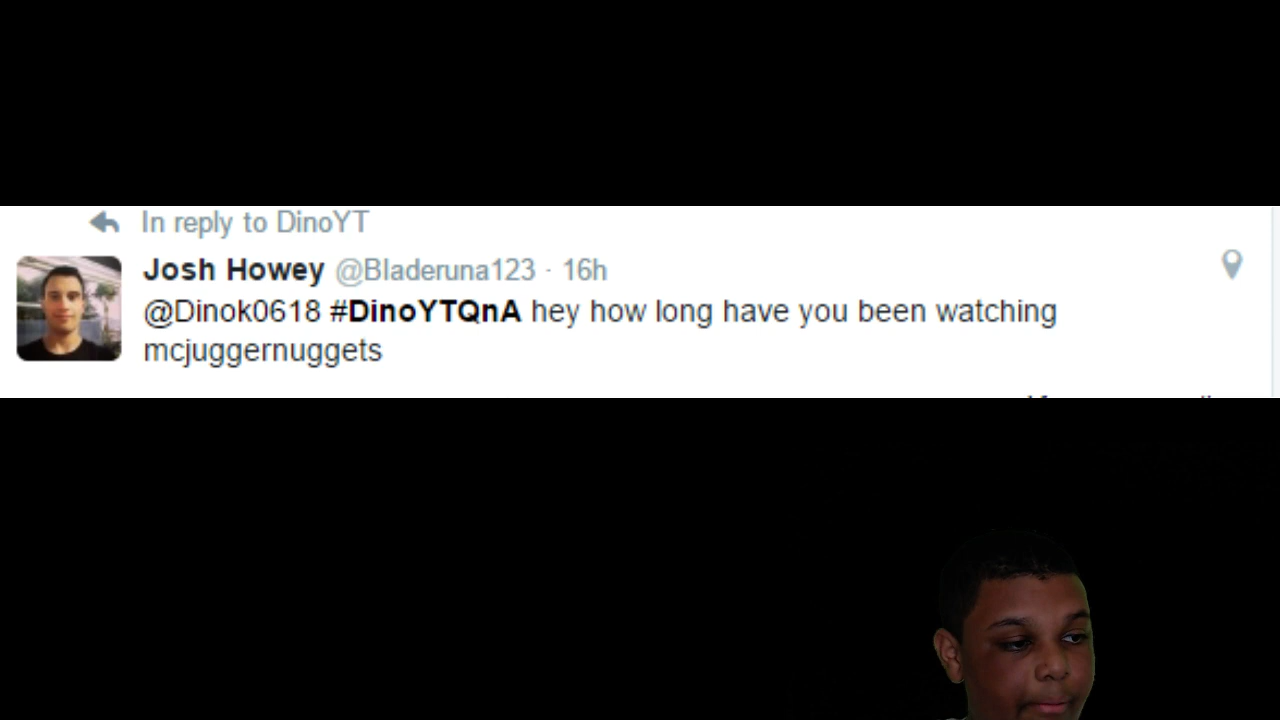 In reply to DinoYT
Josh Howey @Bladeruna123 · 16h
@Dinok0618 #DinoYTQnA hey how long have you been watching
mcjuggernuggets